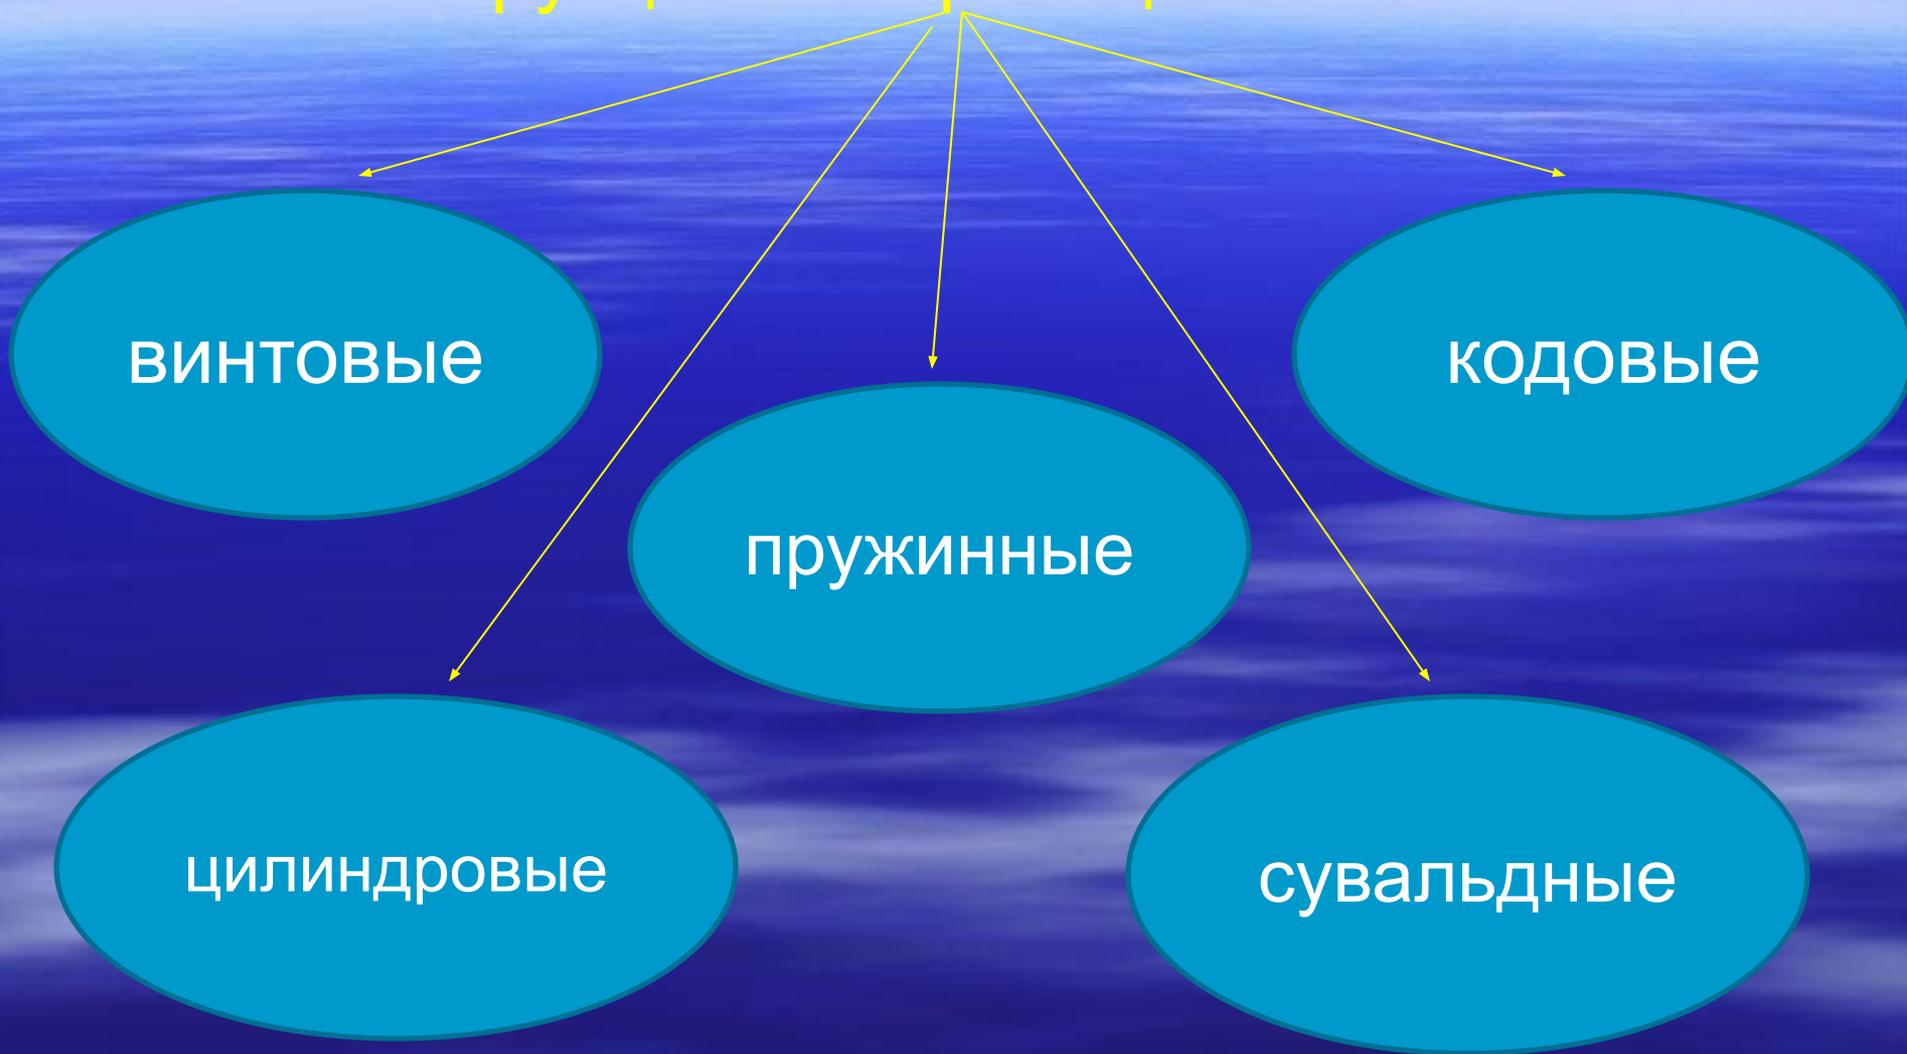 винтовые
кодовые
пружинные
цилиндровые
сувальдные